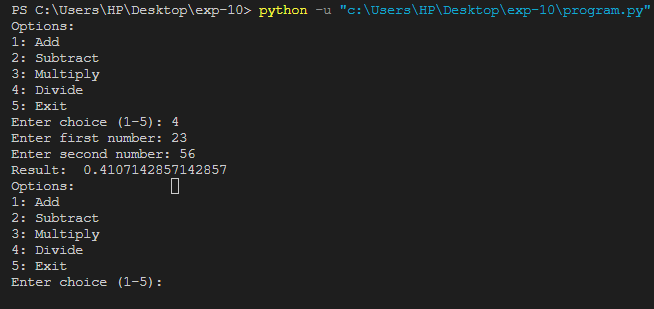 PS C:\Users\HP\Desktop\exp-10> python -u "c:\Users\HP\Desktop\exp-10\program.py"
Options:
1: Add
2: Subtract
3: Multiply
4: Divide
5: Exit
Enter choice (1-5): 4
Enter first number: 23
Enter second number: 56
Result:  0.4107142857142857
Options:
1: Add
2: Subtract
3: Multiply
4: Divide
5: Exit
Enter choice (1-5):